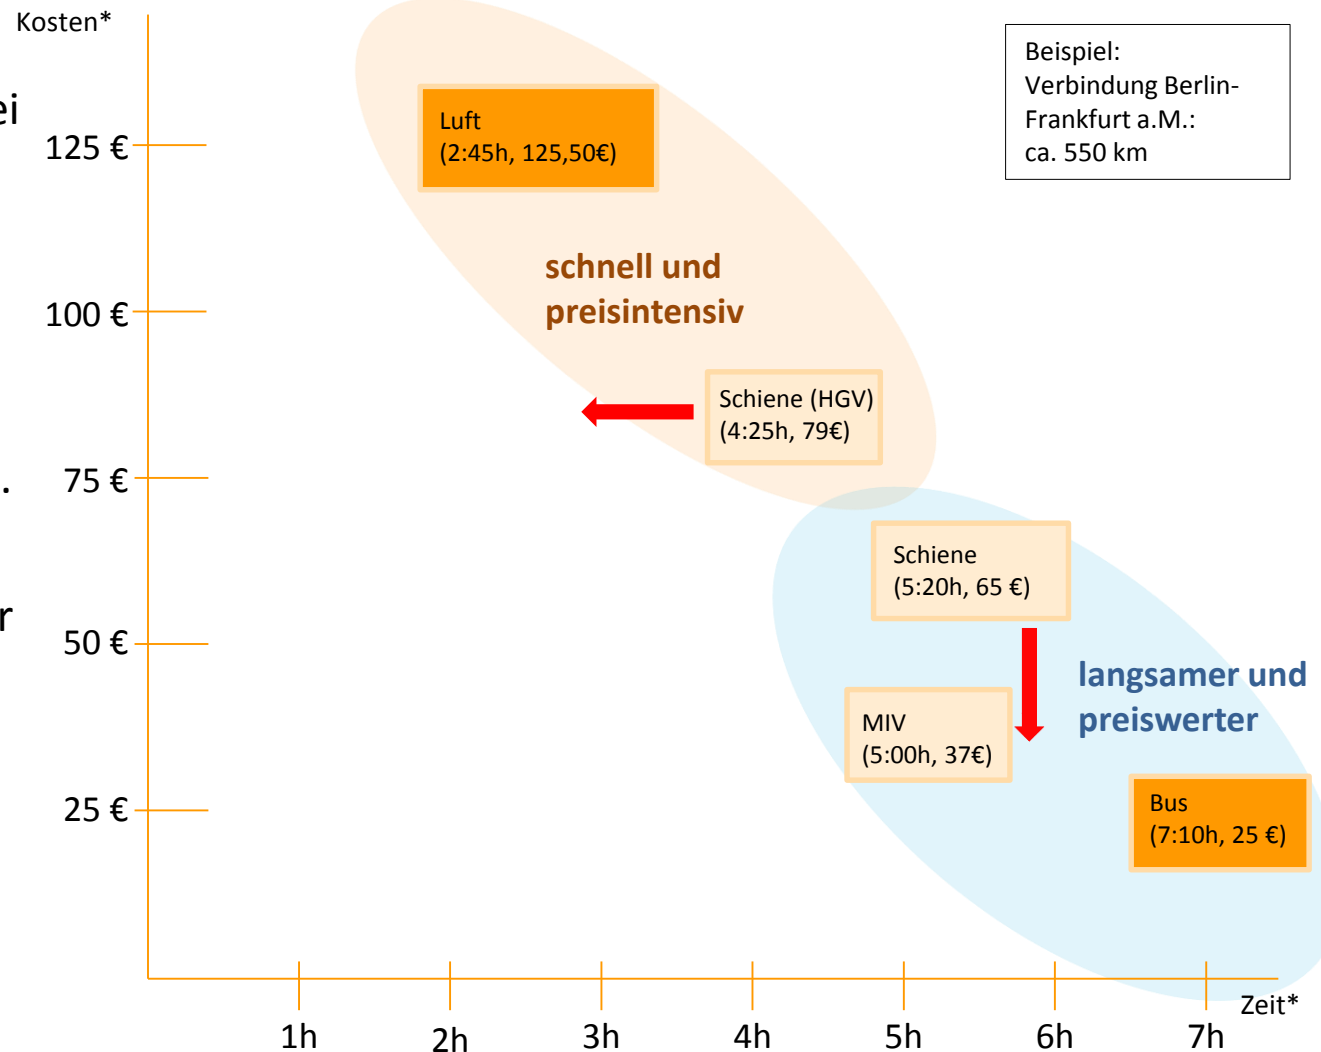 Kosten*
ei
125 €
100 €
75 €
.
50 €
r
25 €
Luft
(2:45h, 125,50€)
schnell und
preisintensiv
Schiene (HGV)
(4:25h, 79€)
Schiene
(5:20h, 65 €)
MIV
(5:00h, 37€)
langsamer und
preiswerter
Bus
(7:10h, 25 €)
Beispiel:
Verbindung Berlin-
Frankfurt a.M.:
ca. 550 km
Zeit*
1h 2h 3h 4h 5h 6h 7h